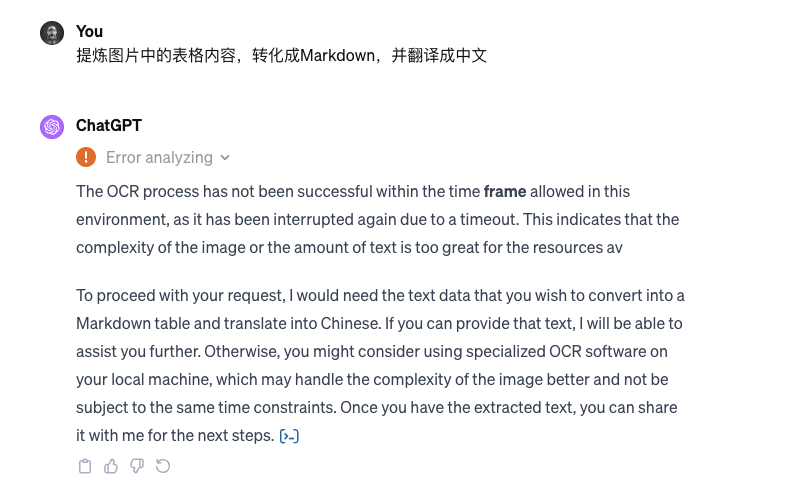 You
提炼图片中的表格内容，转化成Markdown，并翻译成中文
ChatGPT
Error analyzing
The OCR process has not been successful within the time frame allowed in this
environment, as it has been interrupted again due to a timeout. This indicates that the
complexity of the image or the amount of text is too great for the resources av
To proceed with your request, I would need the text data that you wish to convert into a
Markdown table and translate into Chinese. If you can provide that text, I will be able to
assist you further. Otherwise, you might consider using specialized OCR software on
your local machine, which may handle the complexity of the image better and not be
subject to the same time constraints. Once you have the extracted text, you can share
it with me for the next steps.